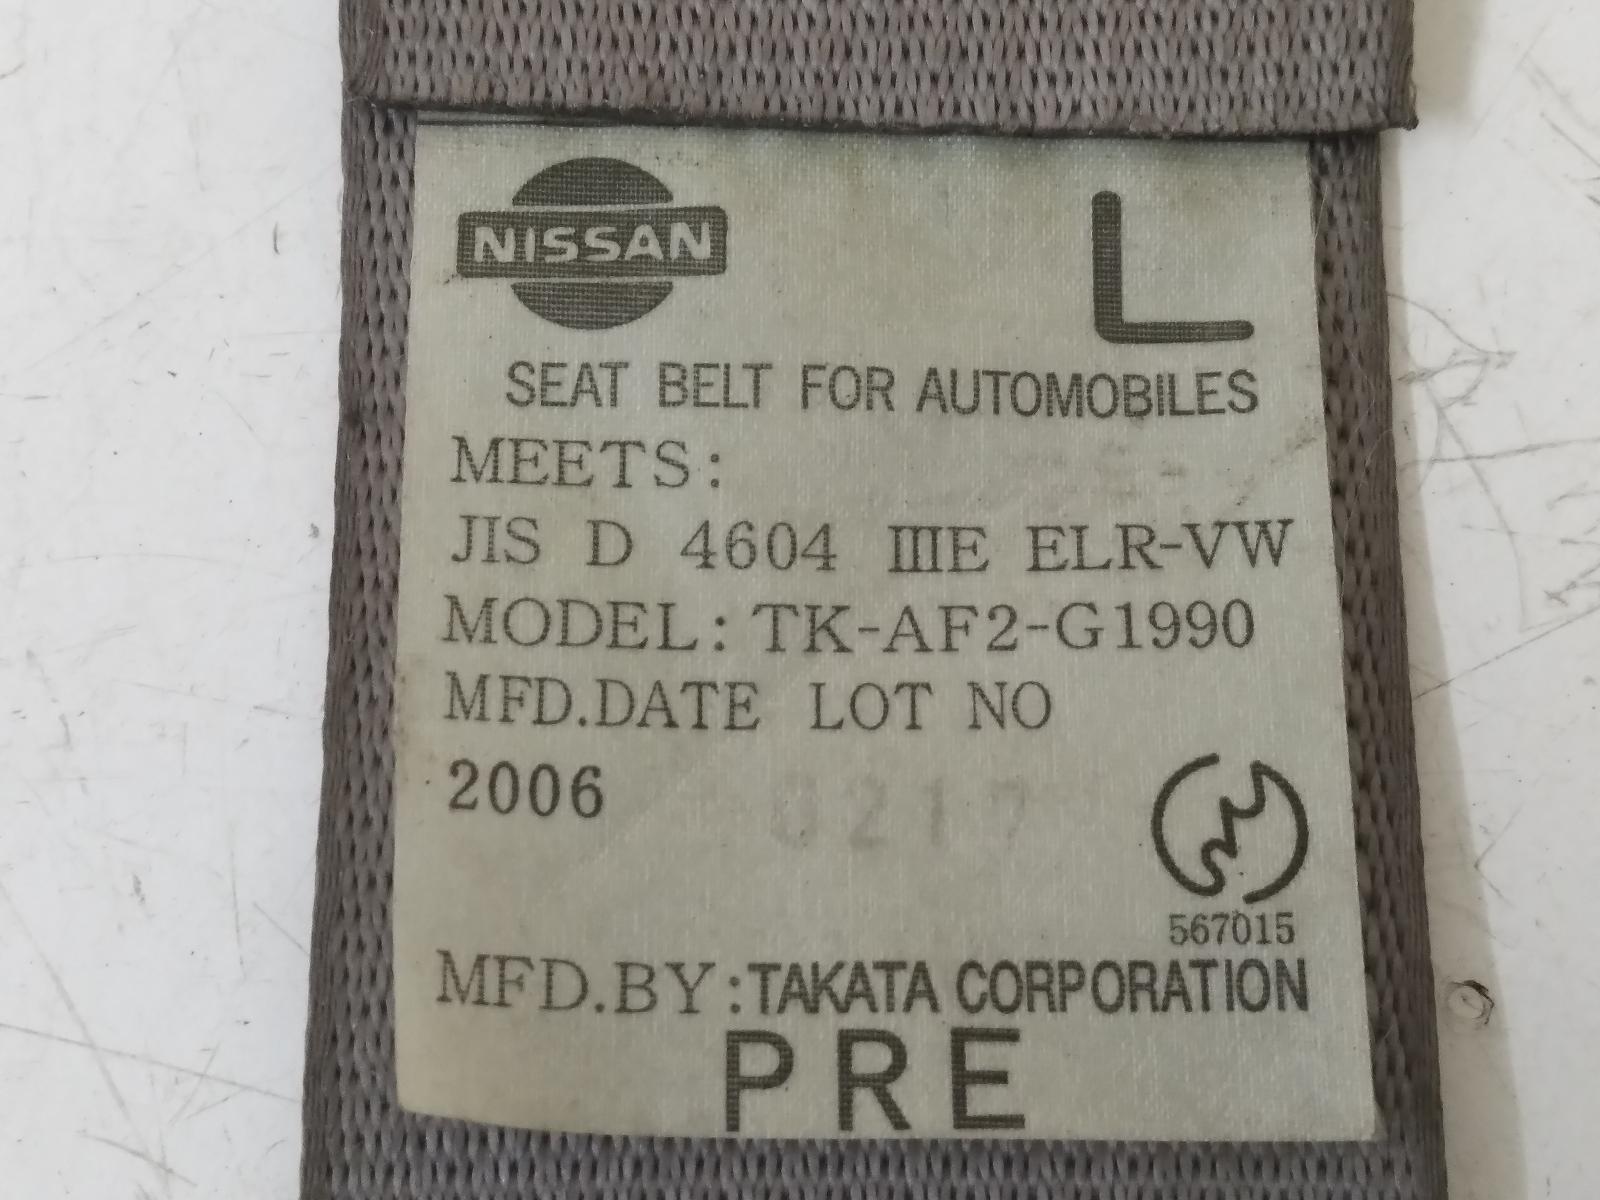 NISSAN
L
SEAT BELT FOR AUTOMOBILES
MEETS:
JIS D 4604 ⅢE ELR-VW
MODEL: TK-AF2-G1990
MFD.DATE LOT NO
2006
567015
MFD.BY:TAKATA CORPORATION
PRE